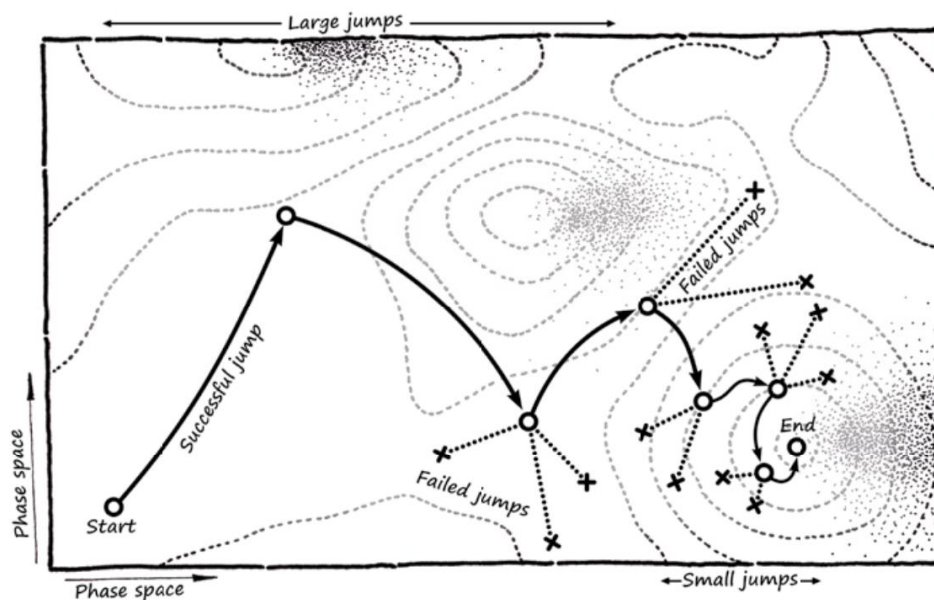 Large jumps
Failed jumps
Successful jump
End
Failed jumps
Start
Phase space
Phase space
Small jumps